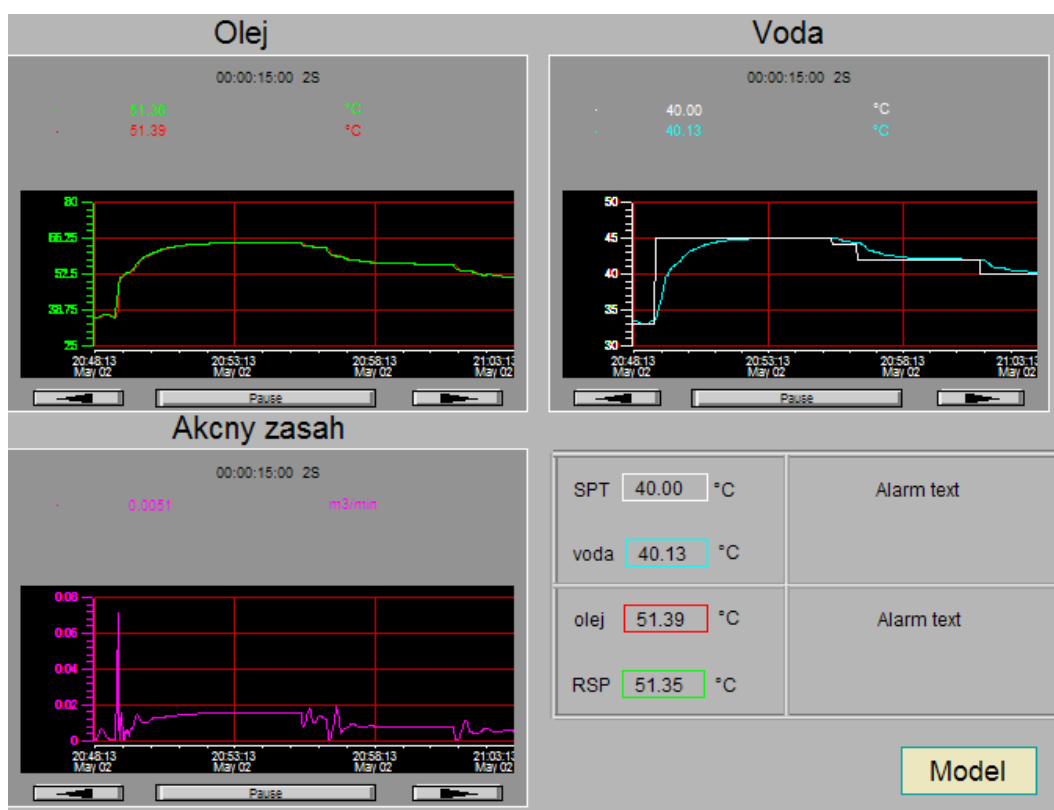 Olej
00:00:15:00 2S
°C
51.39 °C
80
66.25
52.5
38.75
25
20:48:13 20:53:13 20:58:13 21:03:13
May 02 May 02 May 02 May 02
Pause
Voda
00:00:15:00 2S
40.00 °C
40.13 °C
50
45
40
35
30
20:48:13 20:53:13 20:58:13 21:03:13
May 02 May 02 May 02 May 02
Pause
Akcny zasah
00:00:15:00 2S
0.0051 m3/min
0.08
0.06
0.04
0.02
0
20:48:13 20:53:13 20:58:13 21:03:13
May 02 May 02 May 02 May 02
Pause
SPT 40.00 °C Alarm text
voda 40.13 °C
olej 51.39 °C Alarm text
RSP 51.35 °C
Model